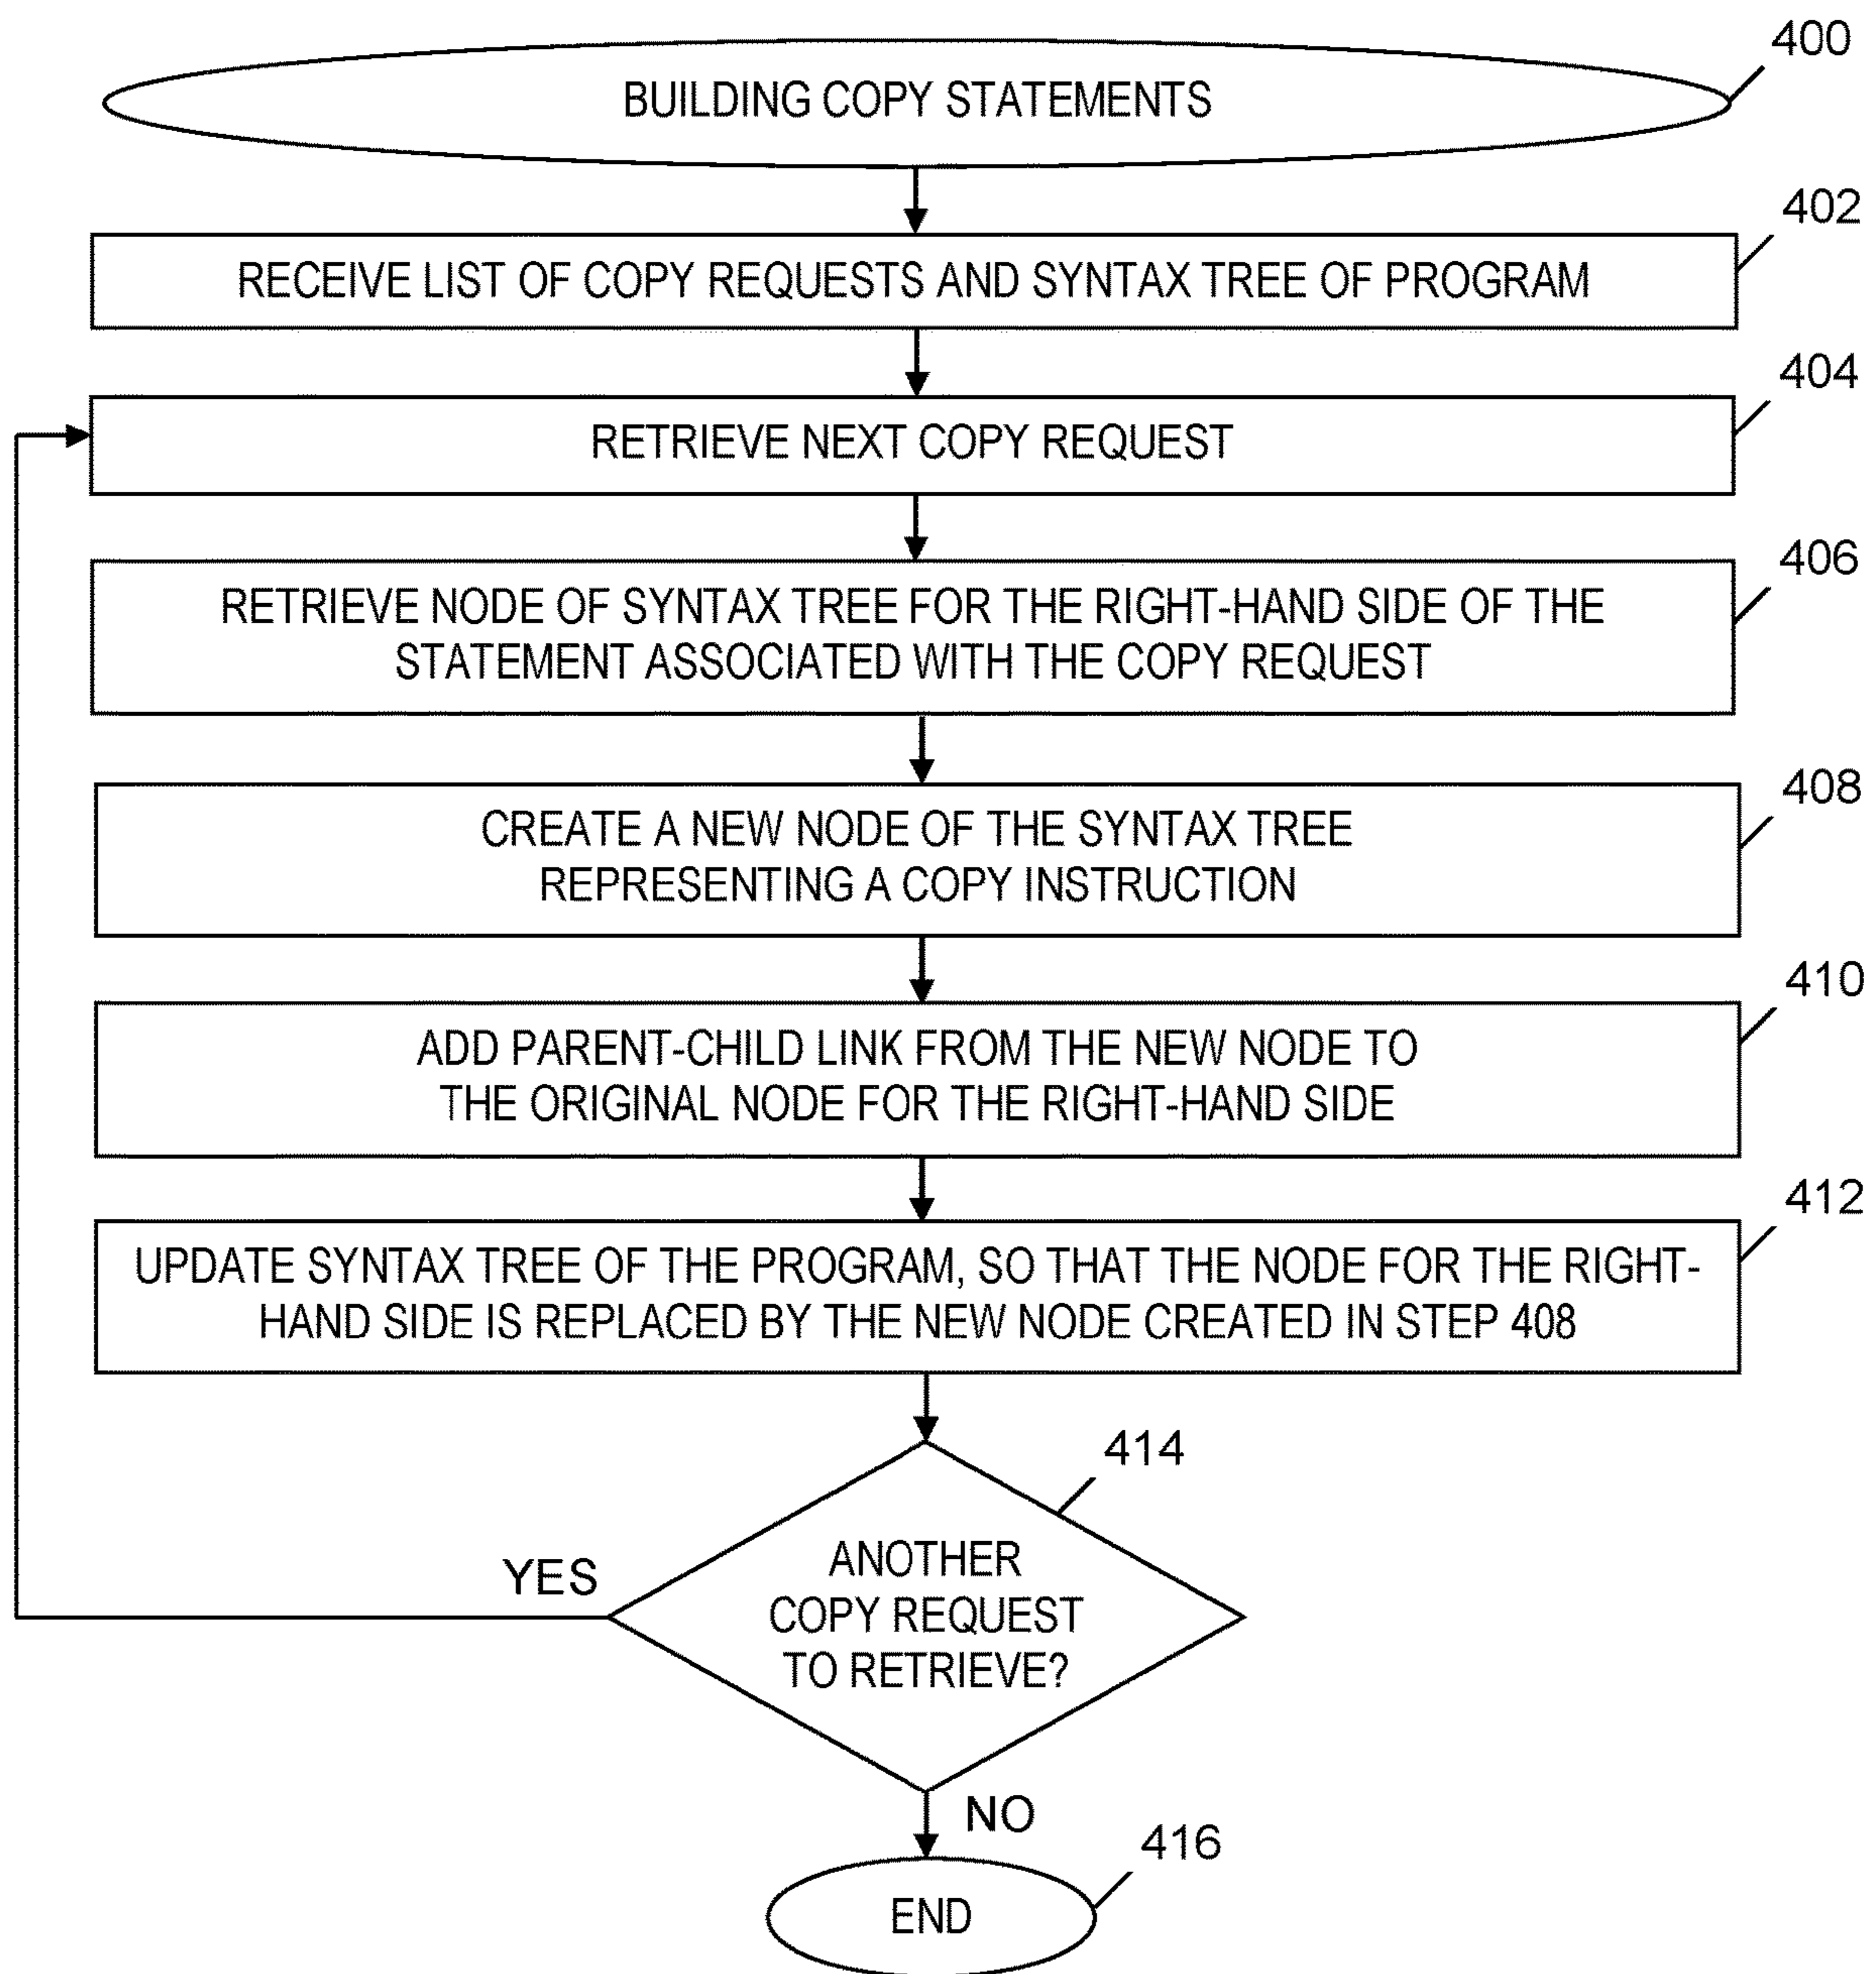 400
BUILDING COPY STATEMENTS
402
RECEIVE LIST OF COPY REQUESTS AND SYNTAX TREE OF PROGRAM
404
RETRIEVE NEXT COPY REQUEST
406
RETRIEVE NODE OF SYNTAX TREE FOR THE RIGHT-HAND SIDE OF THE
STATEMENT ASSOCIATED WITH THE COPY REQUEST
408
CREATE A NEW NODE OF THE SYNTAX TREE
REPRESENTING A COPY INSTRUCTION
410
ADD PARENT-CHILD LINK FROM THE NEW NODE TO
THE ORIGINAL NODE FOR THE RIGHT-HAND SIDE
412
UPDATE SYNTAX TREE OF THE PROGRAM, SO THAT THE NODE FOR THE RIGHT-
HAND SIDE IS REPLACED BY THE NEW NODE CREATED IN STEP 408
414
ANOTHER
COPY REQUEST
TO RETRIEVE?
YES
NO
416
END